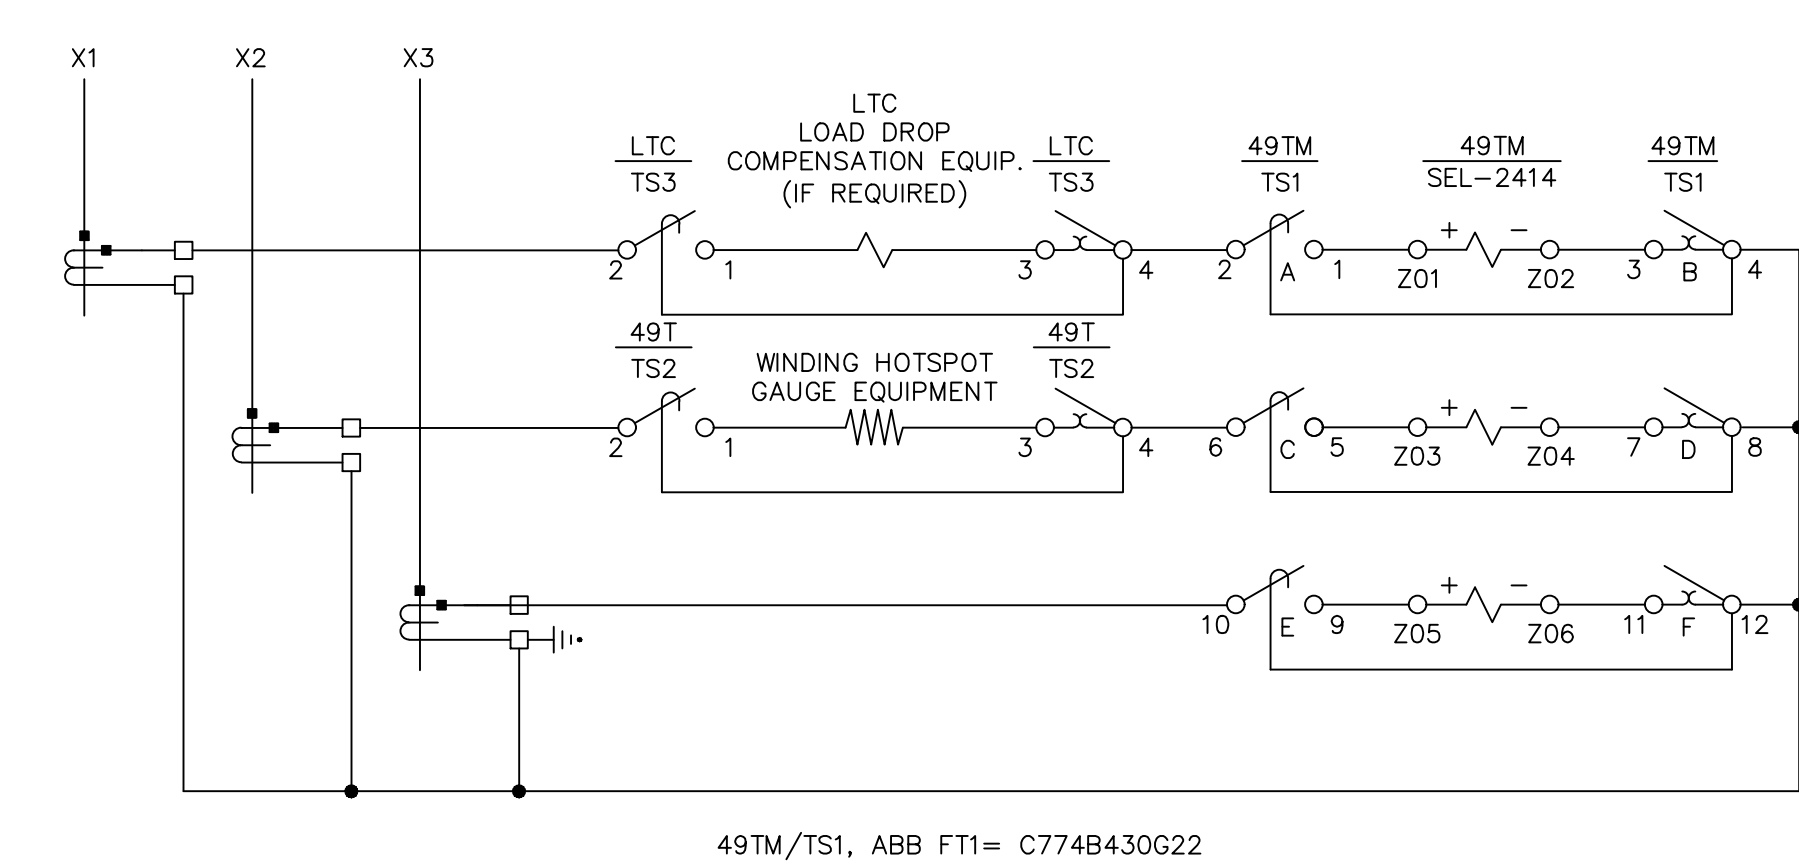 X1
X2
X3
LTC
TS3
LTC
LOAD DROP
COMPENSATION EQUIP.
(IF REQUIRED)
LTC
TS3
49TM
TS1
49TM
SEL-2414
49TM
TS1
2
1
3
4
2
A
1
Z01
+
-
Z02
3
B
4
49T
TS2
WINDING HOTSPOT
GAUGE EQUIPMENT
49T
TS2
2
1
3
4
6
C
5
Z03
+
-
Z04
7
D
8
10
E
9
Z05
+
-
Z06
11
F
12
49TM/TS1, ABB FT1= C774B430G22